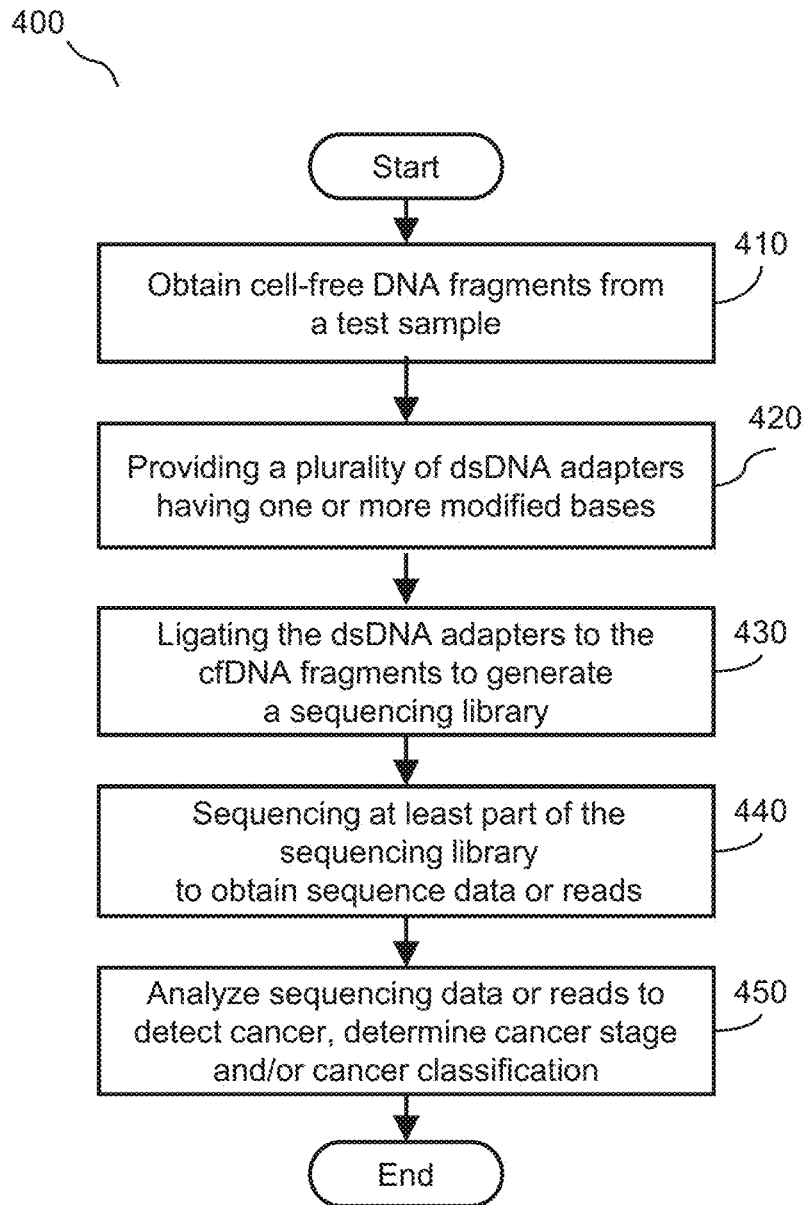 400
Start
410
Obtain cell-free DNA fragments from
a test sample
420
Providing a plurality of dsDNA adapters
having one or more modified bases
430
Ligating the dsDNA adapters to the
cfDNA fragments to generate
a sequencing library
440
Sequencing at least part of the
sequencing library
to obtain sequence data or reads
450
Analyze sequencing data or reads to
detect cancer, determine cancer stage
and/or cancer classification
End